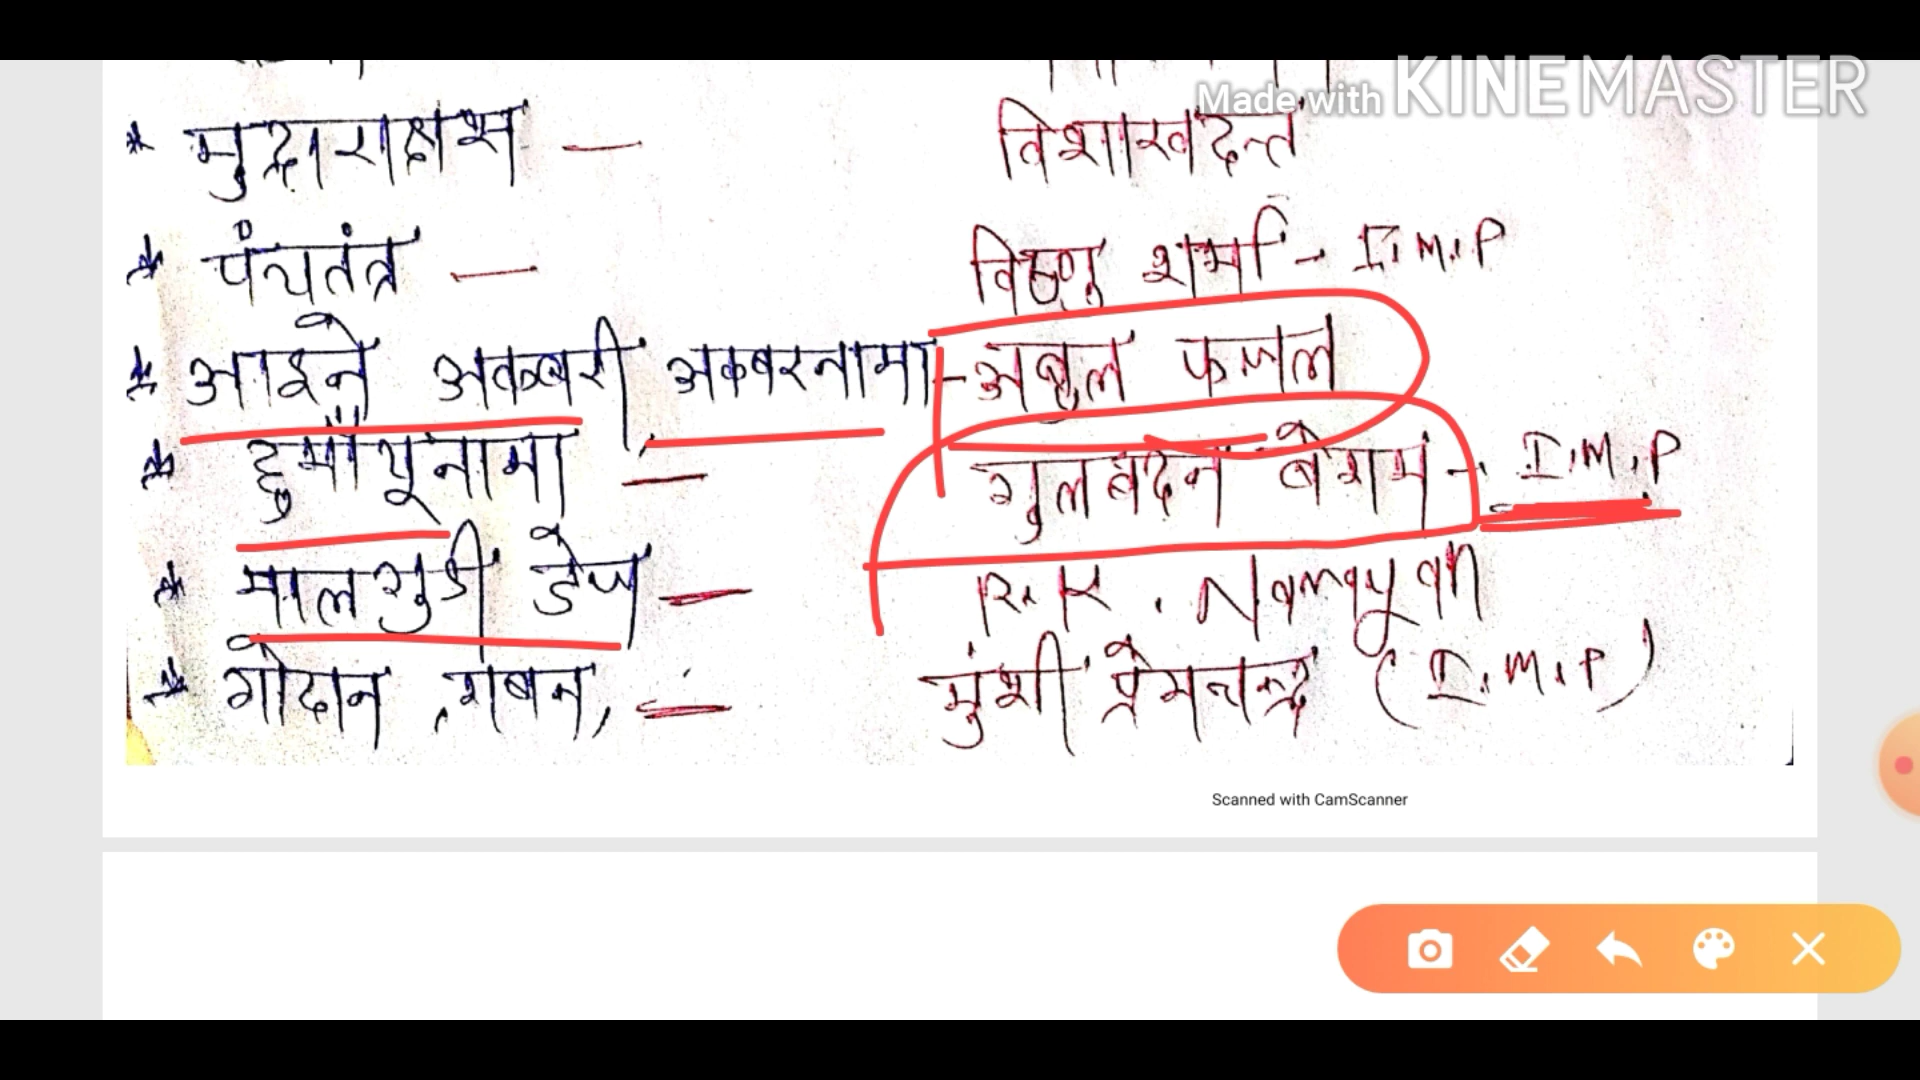 Made with KINEMASTER
* मुद्राराक्षस — विशाखदन्त
* पंचतंत्र — विष्णु शर्मा - I.M.P
* आइने अकबरी, अकबरनामा - अबुल फजल
* हुमाँयूनामा — गुलबदन बेगम - I.M.P
* मालगुडी डेज — R.K. Narayan
* गोदान, गबन, — मुंशी प्रेमचन्द्र (I.M.P)
Scanned with CamScanner